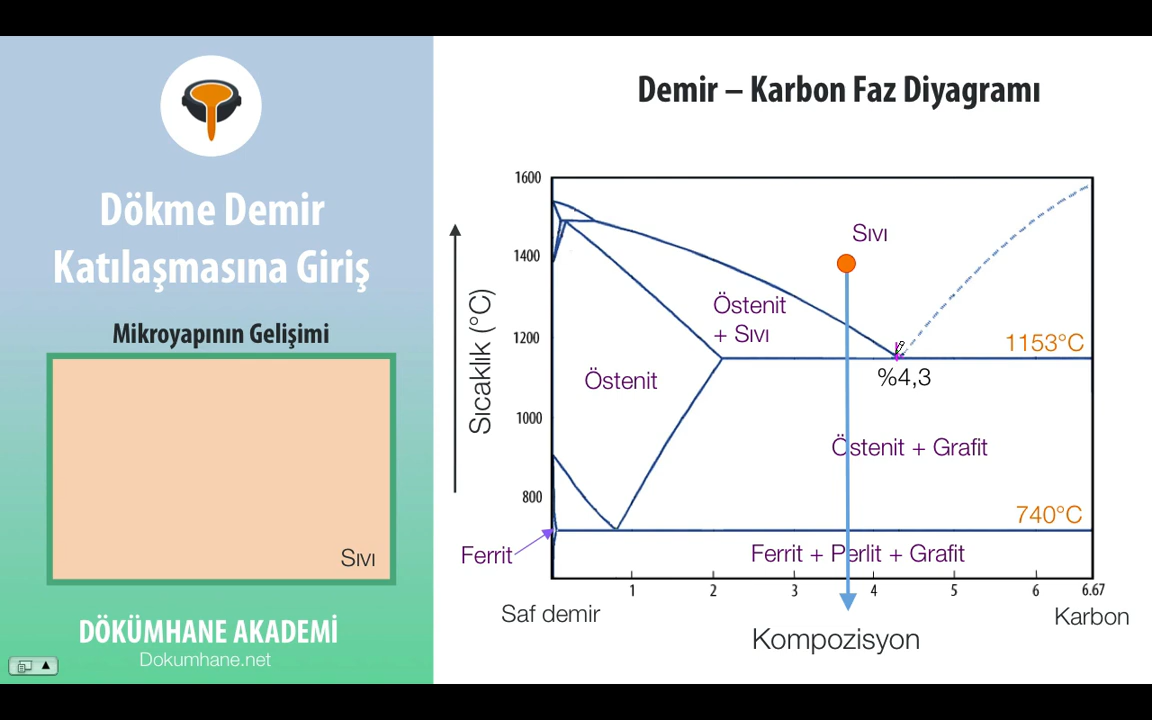 Dökme Demir
Katılaşmasına Giriş
Mikroyapının Gelişimi
Sıvı
DÖKÜMHANE AKADEMİ
Dokumhane.net
Demir – Karbon Faz Diyagramı
Sıcaklık (°C)
1600
1400
1200
1000
800
Sıvı
Östenit
+ Sıvı
1153°C
%4,3
Östenit
Östenit + Grafit
740°C
Ferrit
Ferrit + Perlit + Grafit
1 2 3 4 5 6 6.67
Saf demir
Karbon
Kompozisyon